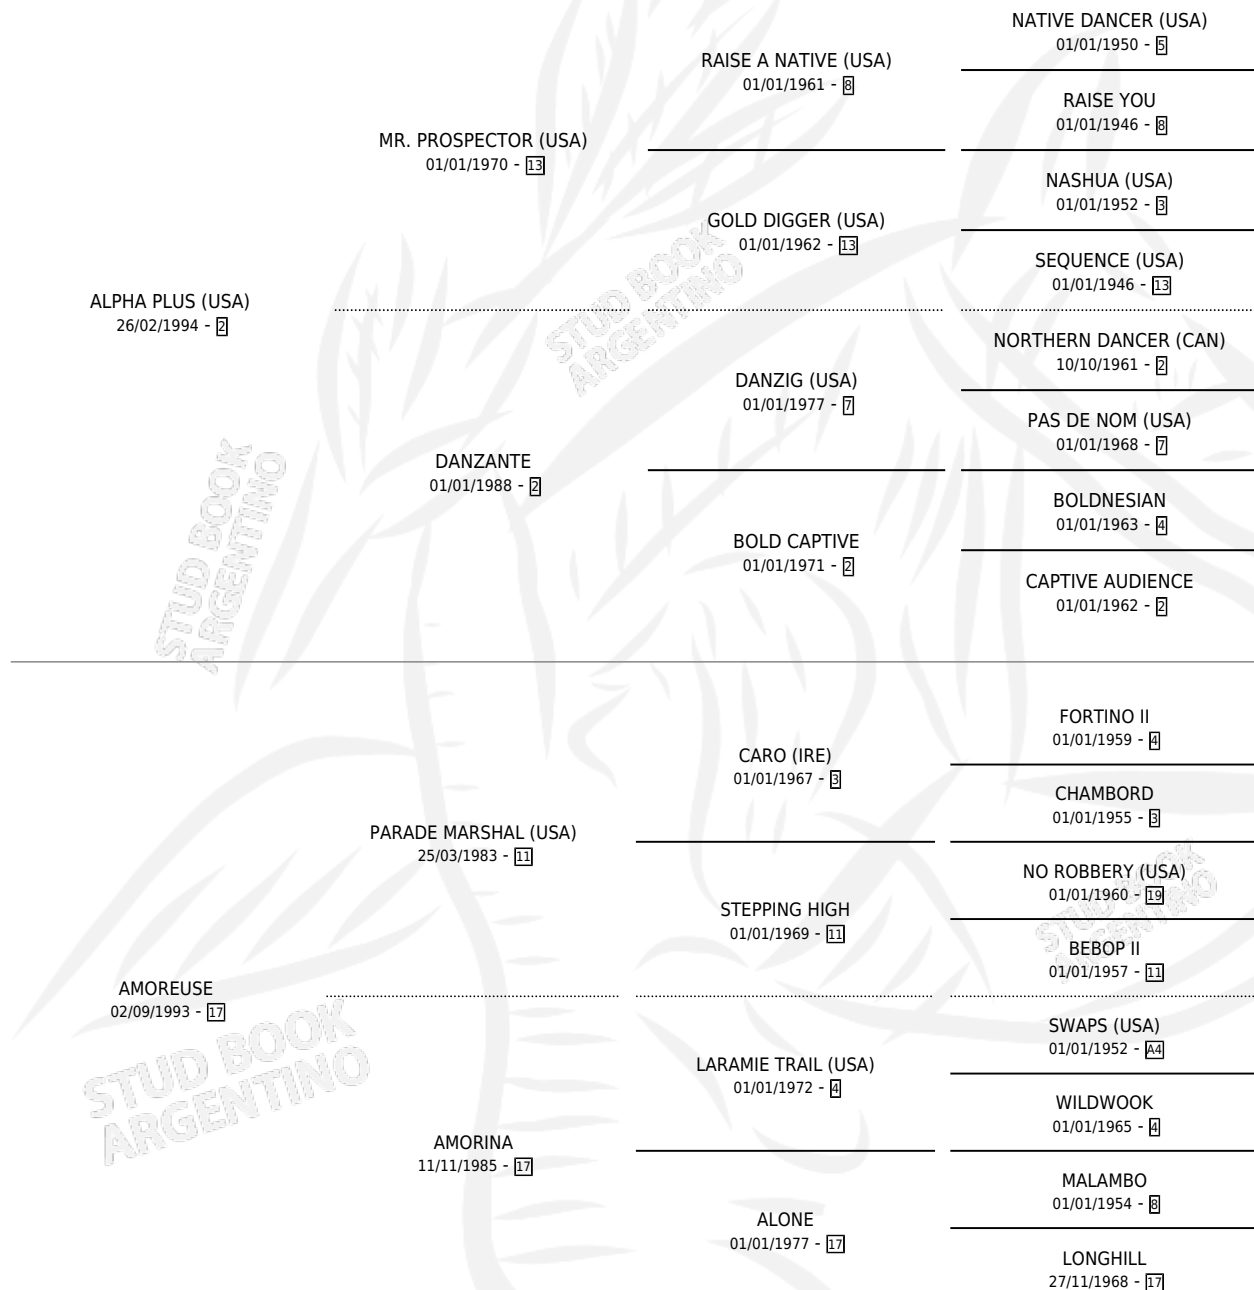 NATIVE DANCER (USA)
01/01/1950 - 5
RAISE A NATIVE (USA)
01/01/1961 - 8
RAISE YOU
01/01/1946 - 8
MR. PROSPECTOR (USA)
01/01/1970 - 13
NASHUA (USA)
01/01/1952 - 3
GOLD DIGGER (USA)
01/01/1962 - 13
SEQUENCE (USA)
01/01/1946 - 13
ALPHA PLUS (USA)
26/02/1994 - 2
STUD BOOK
ARGENTINO
NORTHERN DANCER (CAN)
10/10/1961 - 2
DANZIG (USA)
01/01/1977 - 7
PAS DE NOM (USA)
01/01/1968 - 7
DANZANTE
01/01/1988 - 2
BOLDNESIAN
01/01/1963 - 4
BOLD CAPTIVE
01/01/1971 - 2
CAPTIVE AUDIENCE
01/01/1962 - 2
STUD BOOK
ARGENTINO
FORTINO II
01/01/1959 - 4
CARO (IRE)
01/01/1967 - 3
CHAMBORD
01/01/1955 - 3
PARADE MARSHAL (USA)
25/03/1983 - 11
NO ROBBERY (USA)
01/01/1960 - 19
STEPPING HIGH
01/01/1969 - 11
STUD BOOK
ARGENTINO
BEBOP II
01/01/1957 - 11
AMOREUSE
02/09/1993 - 17
SWAPS (USA)
01/01/1952 - A4
STUD BOOK
ARGENTINO
LARAMIE TRAIL (USA)
01/01/1972 - 4
WILDWOOK
01/01/1965 - 4
AMORINA
11/11/1985 - 17
MALAMBO
01/01/1954 - 8
ALONE
01/01/1977 - 17
LONGHILL
27/11/1968 - 17